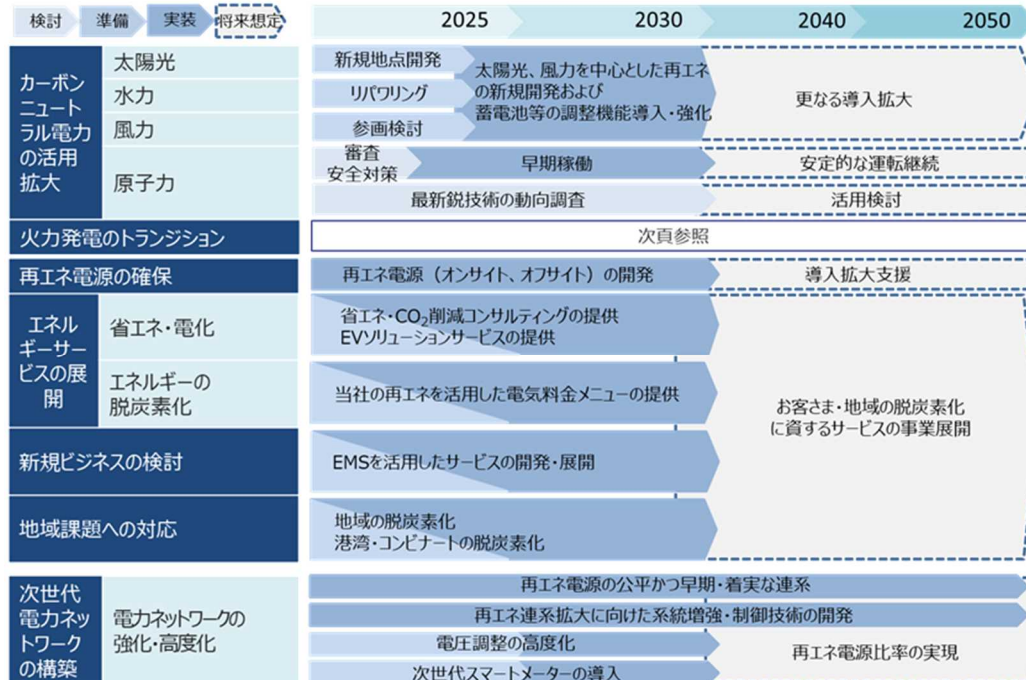 検討
準備
実装
将来想定
2025
2030
2040
2050
カーボン
ニュート
ラル電力
の活用
拡大
太陽光
水力
風力
原子力
新規地点開発
リパワリング
参画検討
太陽光、風力を中心とした再エネ
の新規開発および
蓄電池等の調整機能導入・強化
更なる導入拡大
審査
安全対策
早期稼働
安定的な運転継続
最新鋭技術の動向調査
活用検討
火力発電のトランジション
次頁参照
再エネ電源の確保
再エネ電源（オンサイト、オフサイト）の開発
導入拡大支援
エネル
ギーサー
ビスの展
開
省エネ・電化
省エネ・CO₂削減コンサルティングの提供
EVソリューションサービスの提供
エネルギーの
脱炭素化
当社の再エネを活用した電気料金メニューの提供
お客さま・地域の脱炭素化
に資するサービスの事業展開
新規ビジネスの検討
EMSを活用したサービスの開発・展開
地域課題への対応
地域の脱炭素化
港湾・コンビナートの脱炭素化
次世代
電力ネッ
トワーク
の構築
電力ネットワークの
強化・高度化
再エネ電源の公平かつ早期・着実な連系
再エネ連系拡大に向けた系統増強・制御技術の開発
電圧調整の高度化
次世代スマートメーターの導入
再エネ電源比率の実現